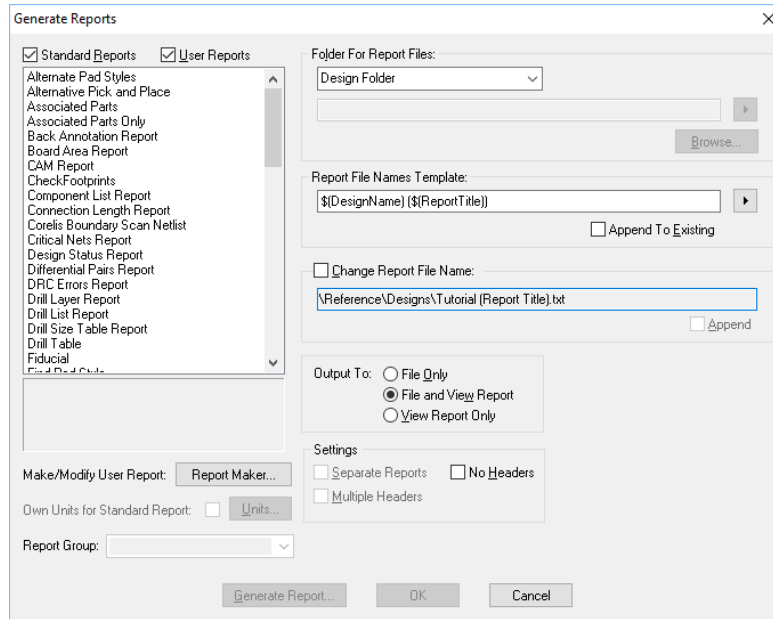 Generate Reports
Standard Reports
User Reports
Alternate Pad Styles
Alternative Pick and Place
Associated Parts
Associated Parts Only
Back Annotation Report
Board Area Report
CAM Report
CheckFootprints
Component List Report
Connection Length Report
Corelis Boundary Scan Netlist
Critical Nets Report
Design Status Report
Differential Pairs Report
DRC Errors Report
Drill Layer Report
Drill List Report
Drill Size Table Report
Drill Table
Fiducial
Find Pad Style
Make/Modify User Report:
Report Maker...
Own Units for Standard Report:
Units...
Report Group:
Folder For Report Files:
Design Folder
Browse...
Report File Names Template:
$(DesignName) ($(ReportTitle))
Append To Existing
Change Report File Name:
\Reference\Designs\Tutorial (Report Title).txt
Append
Output To:
File Only
File and View Report
View Report Only
Settings
Separate Reports
No Headers
Multiple Headers
Generate Report...
OK
Cancel